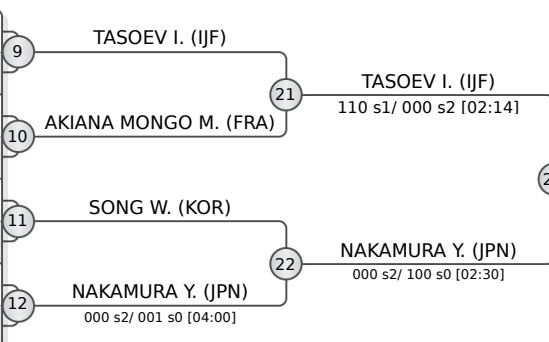 TASOEV I. (IJF)
9
21
TASOEV I. (IJF)
110 s1/ 000 s2 [02:14]
AKIANA MONGO M. (FRA)
10
SONG W. (KOR)
11
22
NAKAMURA Y. (JPN)
000 s2/ 100 s0 [02:30]
NAKAMURA Y. (JPN)
12
000 s2/ 001 s0 [04:00]